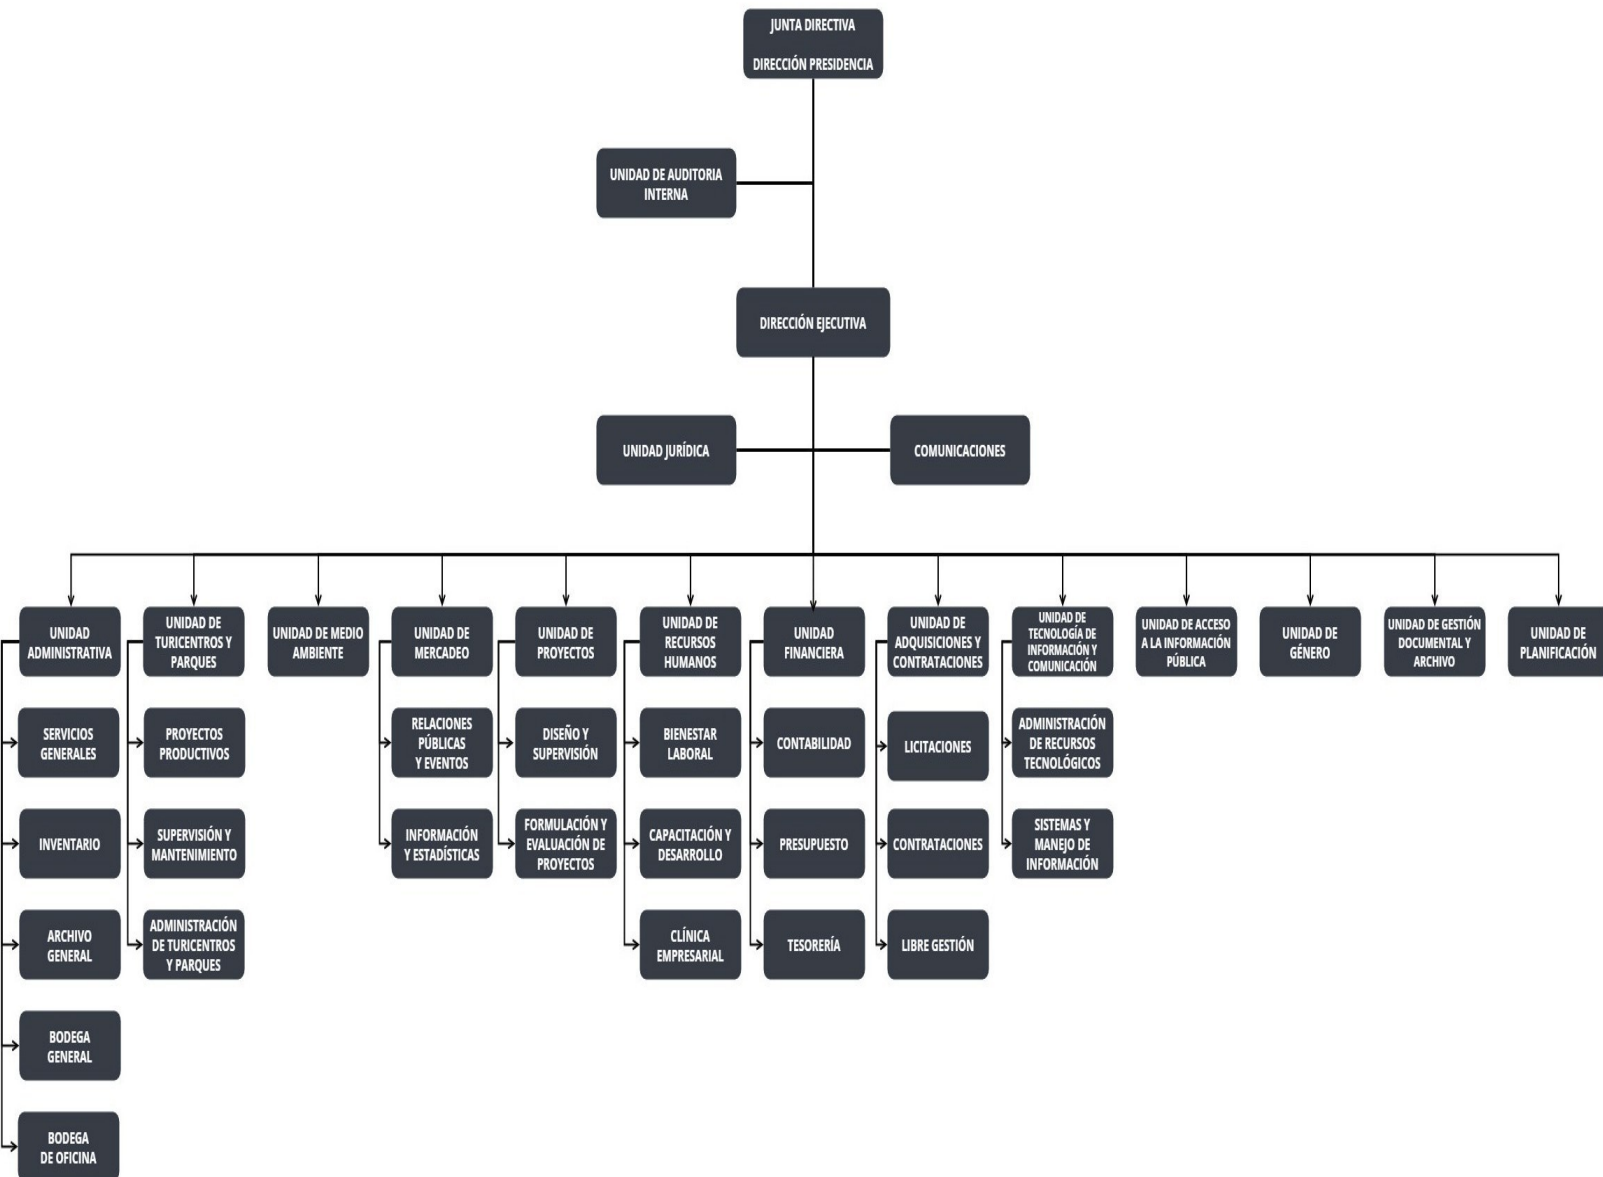 JUNTA DIRECTIVA
DIRECCIÓN PRESIDENCIA
UNIDAD DE AUDITORIA
INTERNA
DIRECCIÓN EJECUTIVA
UNIDAD JURÍDICA
COMUNICACIONES
UNIDAD
ADMINISTRATIVA
UNIDAD DE
TURICENTROS Y
PARQUES
UNIDAD DE MEDIO
AMBIENTE
UNIDAD DE
MERCADEO
UNIDAD DE
PROYECTOS
UNIDAD DE
RECURSOS
HUMANOS
UNIDAD
FINANCIERA
UNIDAD DE
ADQUISICIONES Y
CONTRATACIONES
UNIDAD DE
TECNOLOGÍA DE
INFORMACIÓN Y
COMUNICACIÓN
UNIDAD DE ACCESO
A LA INFORMACIÓN
PÚBLICA
UNIDAD DE
GÉNERO
UNIDAD DE GESTIÓN
DOCUMENTAL Y
ARCHIVO
UNIDAD DE
PLANIFICACIÓN
SERVICIOS
GENERALES
PROYECTOS
PRODUCTIVOS
RELACIONES
PÚBLICAS
Y EVENTOS
DISEÑO Y
SUPERVISIÓN
BIENESTAR
LABORAL
CONTABILIDAD
LICITACIONES
ADMINISTRACIÓN
DE RECURSOS
TECNOLÓGICOS
INVENTARIO
SUPERVISIÓN Y
MANTENIMIENTO
INFORMACIÓN
Y ESTADÍSTICAS
FORMULACIÓN Y
EVALUACIÓN DE
PROYECTOS
CAPACITACIÓN Y
DESARROLLO
PRESUPUESTO
CONTRATACIONES
SISTEMAS Y
MANEJO DE
INFORMACIÓN
ARCHIVO
GENERAL
ADMINISTRACIÓN
DE TURICENTROS
Y PARQUES
CLÍNICA
EMPRESARIAL
TESORERÍA
LIBRE GESTIÓN
BODEGA
GENERAL
BODEGA
DE OFICINA